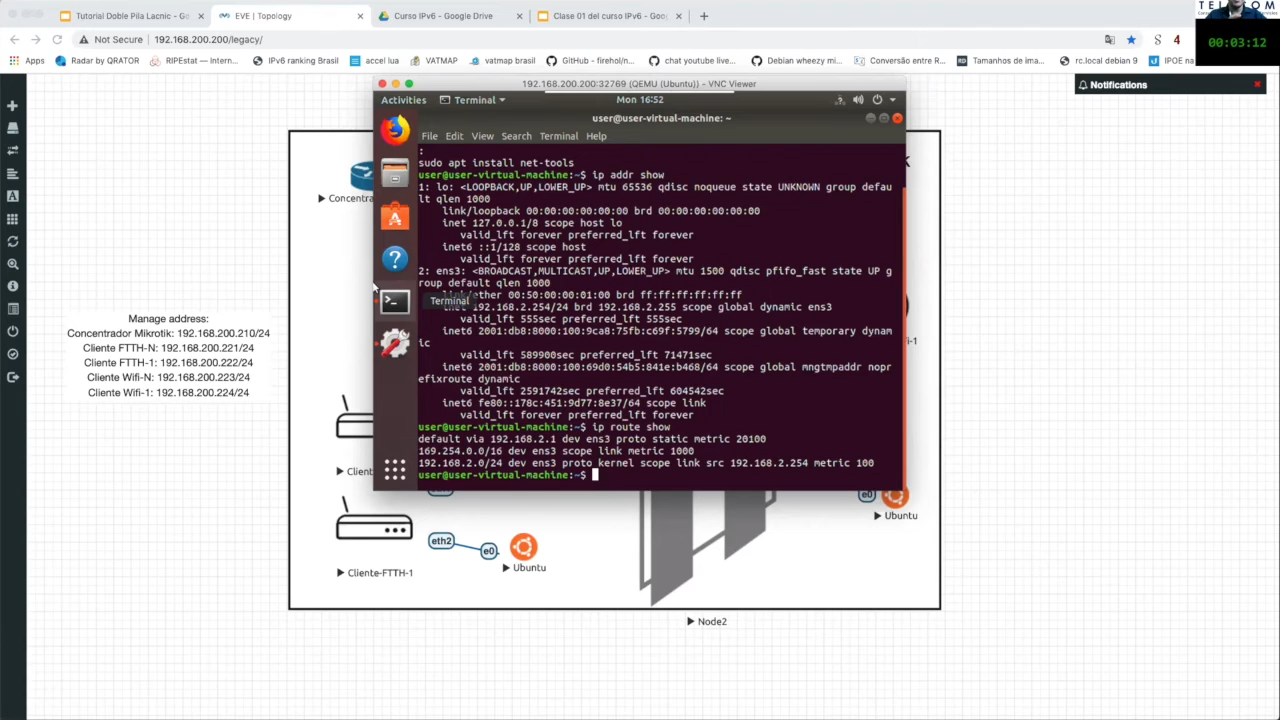 TELECOM
00:03:12
Tutorial Doble Pila Lacnic - Go
EVE | Topology
Curso IPv6 - Google Drive
Clase 01 del curso IPv6 - Goo
Not Secure
192.168.200.200/legacy/
Apps
Radar by QRATOR
RIPEstat — Intern...
IPv6 ranking Brasil
accel lua
VATMAP
vatmap brasil
GitHub - firehol/neth...
chat youtube live...
Debian wheezy mi...
Conversão entre R...
Tamanhos de ima...
rc.local debian 9
IPOE na
Notifications
192.168.200.200:32769 (QEMU (Ubuntu)) - VNC Viewer
Activities
Terminal
Mon 16:52
user@user-virtual-machine: ~
File Edit View Search Terminal Help
:
sudo apt install net-tools
user@user-virtual-machine:~$ ip addr show
1: lo: <LOOPBACK,UP,LOWER_UP> mtu 65536 qdisc noqueue state UNKNOWN group defau
lt qlen 1000
link/loopback 00:00:00:00:00:00 brd 00:00:00:00:00:00
inet 127.0.0.1/8 scope host lo
valid_lft forever preferred_lft forever
inet6 ::1/128 scope host
valid_lft forever preferred_lft forever
2: ens3: <BROADCAST,MULTICAST,UP,LOWER_UP> mtu 1500 qdisc pfifo_fast state UP g
roup default qlen 1000
link/ether 00:50:00:00:01:00 brd ff:ff:ff:ff:ff:ff
inet 192.168.2.254/24 brd 192.168.2.255 scope global dynamic ens3
valid_lft 555sec preferred_lft 555sec
inet6 2001:db8:8000:100:9ca8:75fb:c69f:5799/64 scope global temporary dynam
ic
valid_lft 589900sec preferred_lft 71471sec
inet6 2001:db8:8000:100:69d0:54b5:841e:b468/64 scope global mngtmpaddr nopr
efixroute dynamic
valid_lft 2591742sec preferred_lft 604542sec
inet6 fe80::178c:451:9d77:8e37/64 scope link
valid_lft forever preferred_lft forever
user@user-virtual-machine:~$ ip route show
default via 192.168.2.1 dev ens3 proto static metric 20100
169.254.0.0/16 dev ens3 scope link metric 1000
192.168.2.0/24 dev ens3 proto kernel scope link src 192.168.2.254 metric 100
user@user-virtual-machine:~$
Terminal
Concentra
Manage address:
Concentrador Mikrotik: 192.168.200.210/24
Cliente FTTH-N: 192.168.200.221/24
Cliente FTTH-1: 192.168.200.222/24
Cliente Wifi-N: 192.168.200.223/24
Cliente Wifi-1: 192.168.200.224/24
Client
e0
Ubuntu
eth2
e0
Ubuntu
Cliente-FTTH-1
Node2